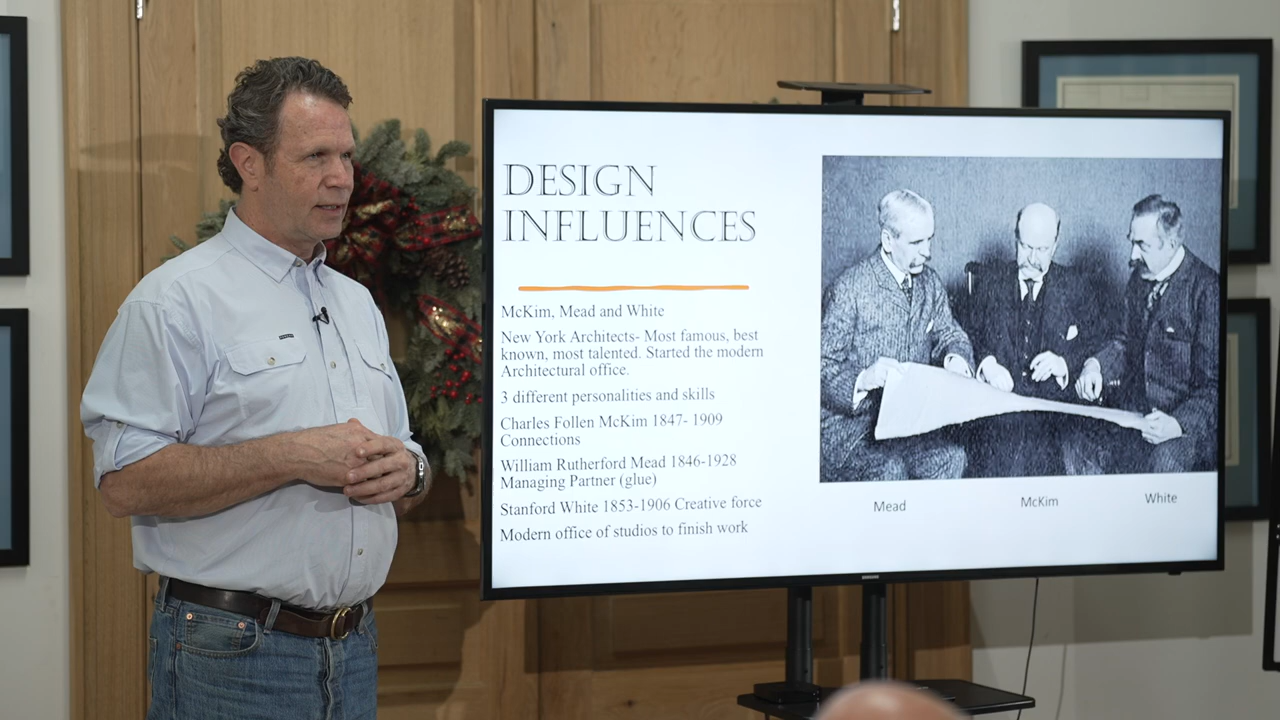 DESIGN
INFLUENCES
McKim, Mead and White
New York Architects- Most famous, best
known, most talented. Started the modern
Architectural office.
3 different personalities and skills
Charles Follen McKim 1847- 1909
Connections
William Rutherford Mead 1846-1928
Managing Partner (glue)
Stanford White 1853-1906 Creative force
Modern office of studios to finish work
Mead
McKim
White
SAMSUNG